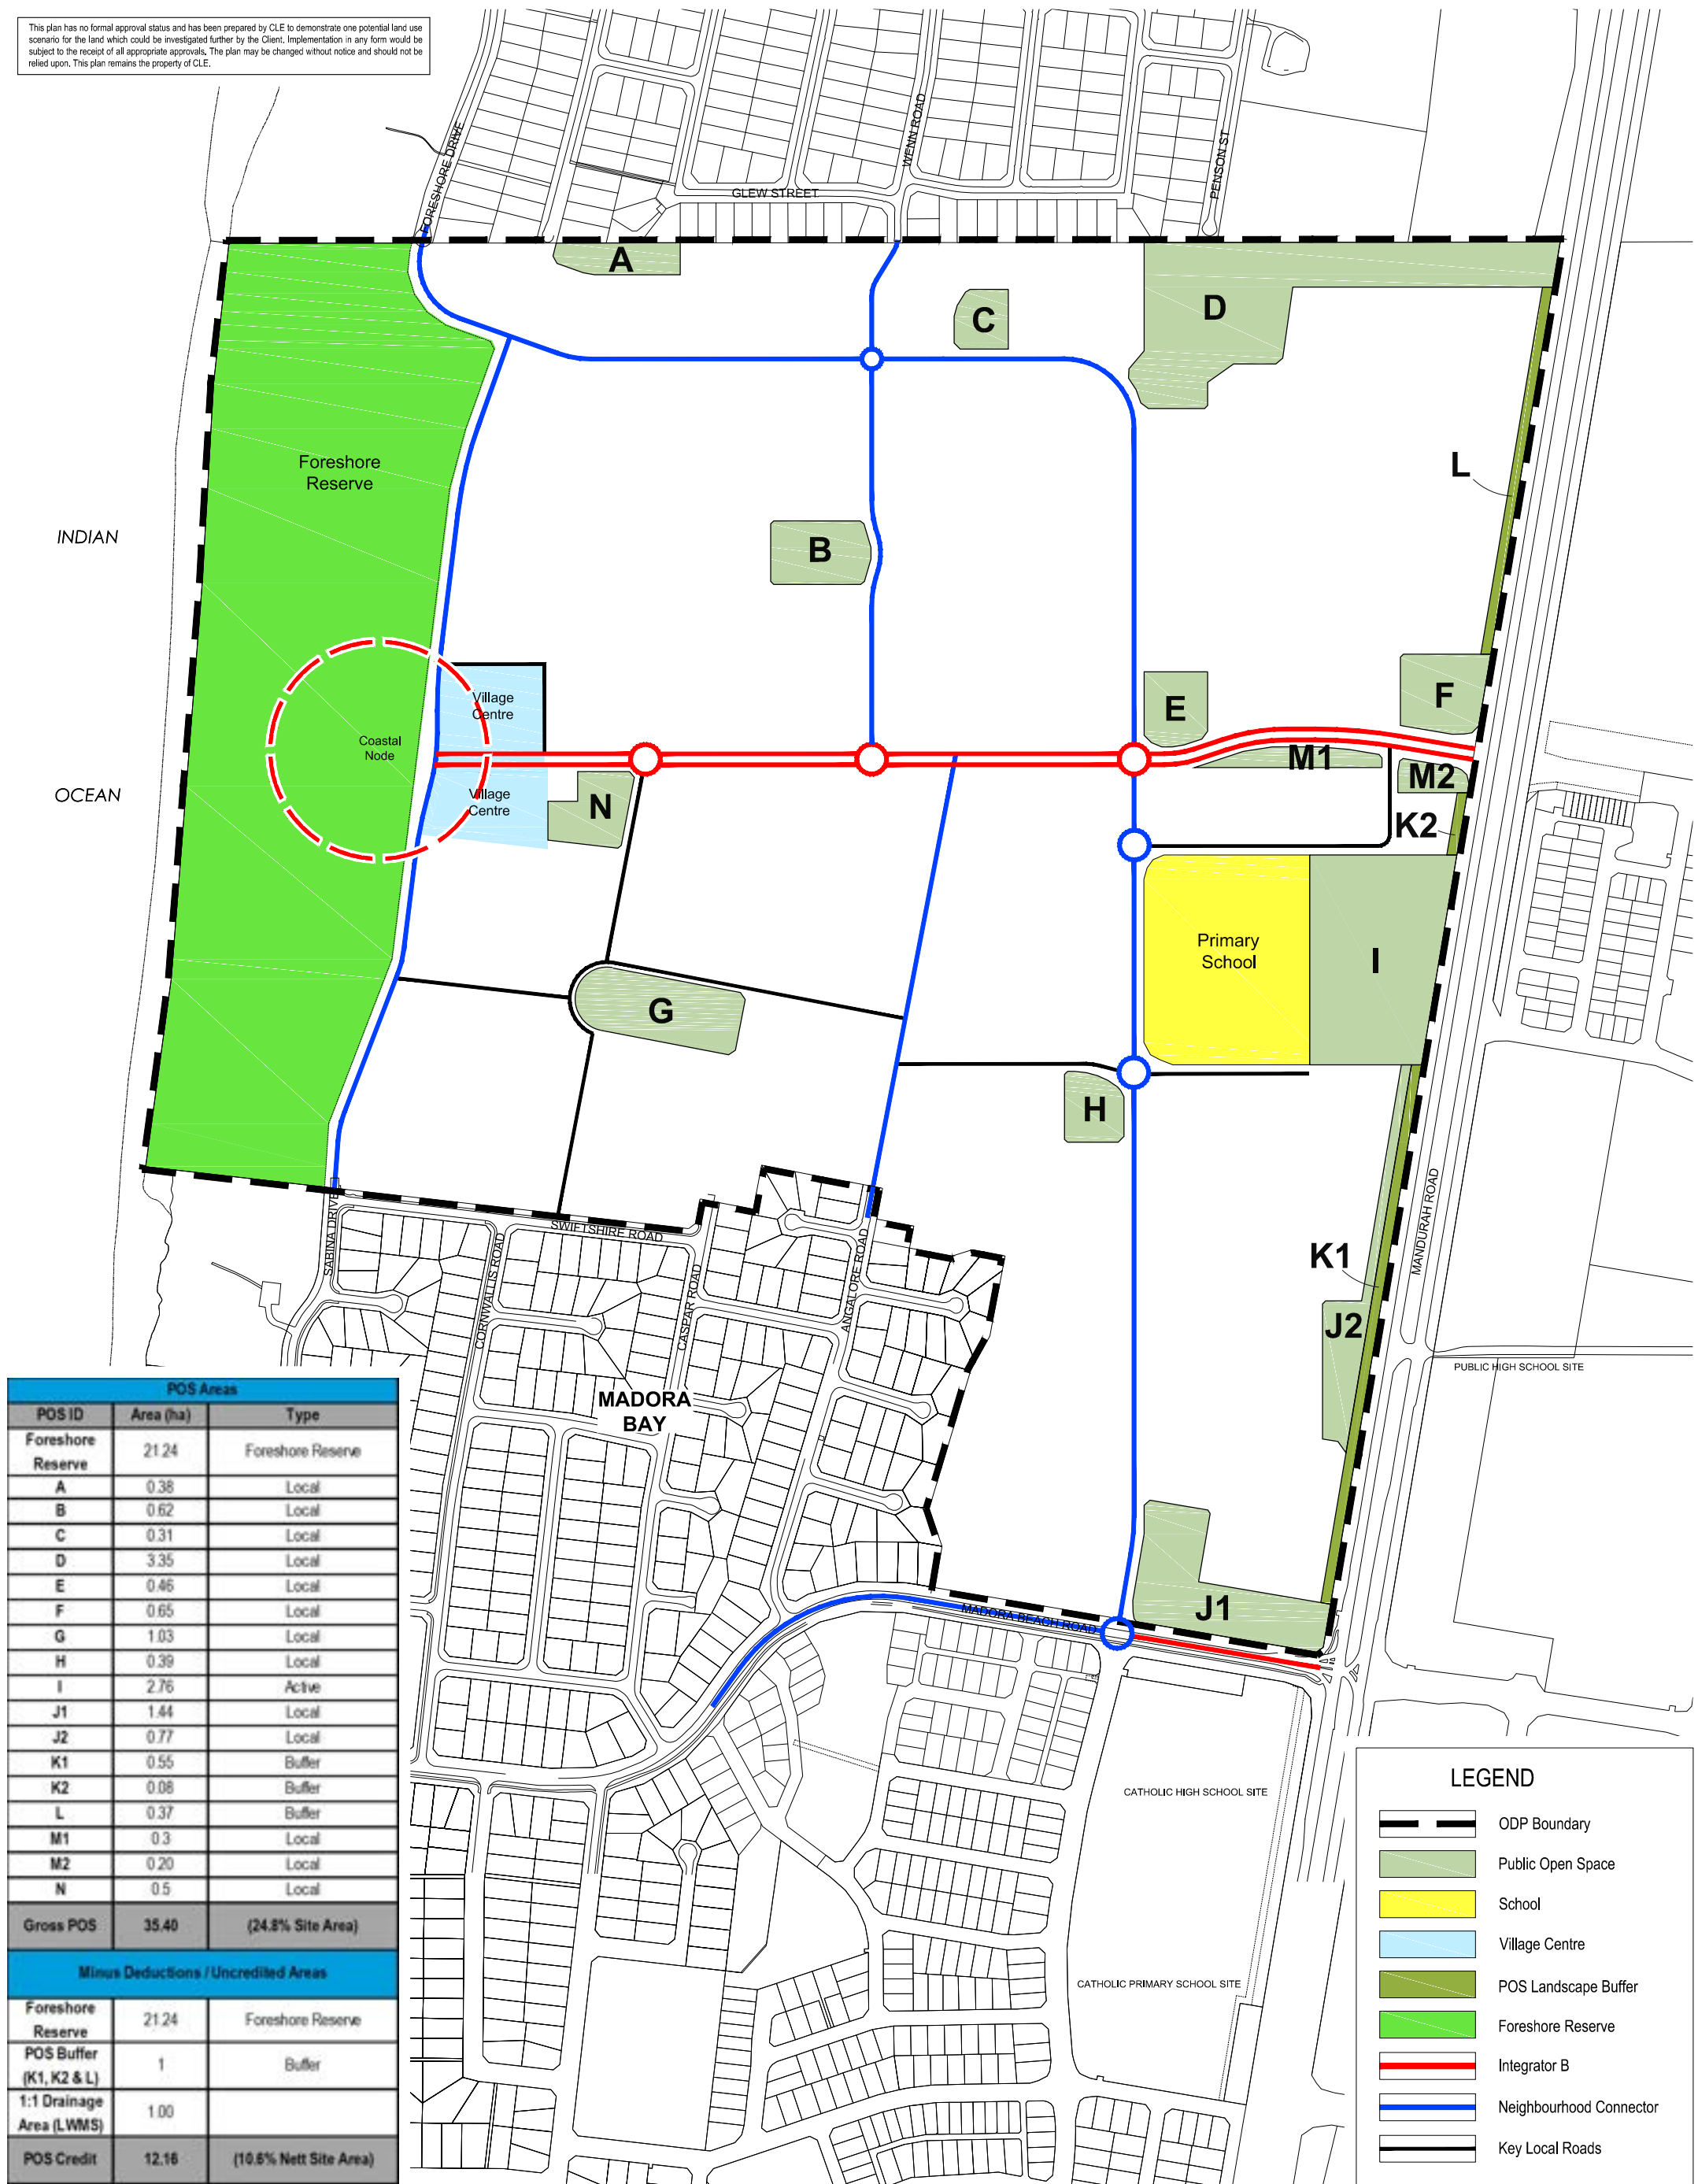 This plan has no formal approval status and has been prepared by CLE to demonstrate one potential land use
scenario for the land which could be investigated further by the Client. Implementation in any form would be
subject to the receipt of all appropriate approvals. The plan may be changed without notice and should not be
relied upon. This plan remains the property of CLE.
FORESHORE DRIVE
WENN ROAD
PENSON ST
GLEW STREET
A
C
D
Foreshore
Reserve
L
INDIAN
B
Village
Centre
E
F
Coastal
Node
M1
M2
OCEAN
Village
Centre
N
K2
Primary
School
I
G
H
MANDURAH ROAD
SABINA DRIVE
SWIFTSHIRE ROAD
CORNWALLIS ROAD
CASPAR ROAD
ANGALORE ROAD
K1
J2
PUBLIC HIGH SCHOOL SITE
MADORA
BAY
J1
MADORA BEACH ROAD
CATHOLIC HIGH SCHOOL SITE
CATHOLIC PRIMARY SCHOOL SITE
POS Areas
POS ID Area (ha) Type
Foreshore
Reserve 21.24 Foreshore Reserve
A 0.38 Local
B 0.62 Local
C 0.31 Local
D 3.35 Local
E 0.46 Local
F 0.65 Local
G 1.03 Local
H 0.39 Local
I 2.76 Active
J1 1.44 Local
J2 0.77 Local
K1 0.55 Buffer
K2 0.08 Buffer
L 0.37 Buffer
M1 0.3 Local
M2 0.20 Local
N 0.5 Local
Gross POS 35.40 (24.8% Site Area)
Minus Deductions / Uncredited Areas
Foreshore
Reserve 21.24 Foreshore Reserve
POS Buffer
(K1, K2 & L) 1 Buffer
1:1 Drainage
Area (LWMS) 1.00
POS Credit 12.16 (10.6% Nett Site Area)
LEGEND
ODP Boundary
Public Open Space
School
Village Centre
POS Landscape Buffer
Foreshore Reserve
Integrator B
Neighbourhood Connector
Key Local Roads